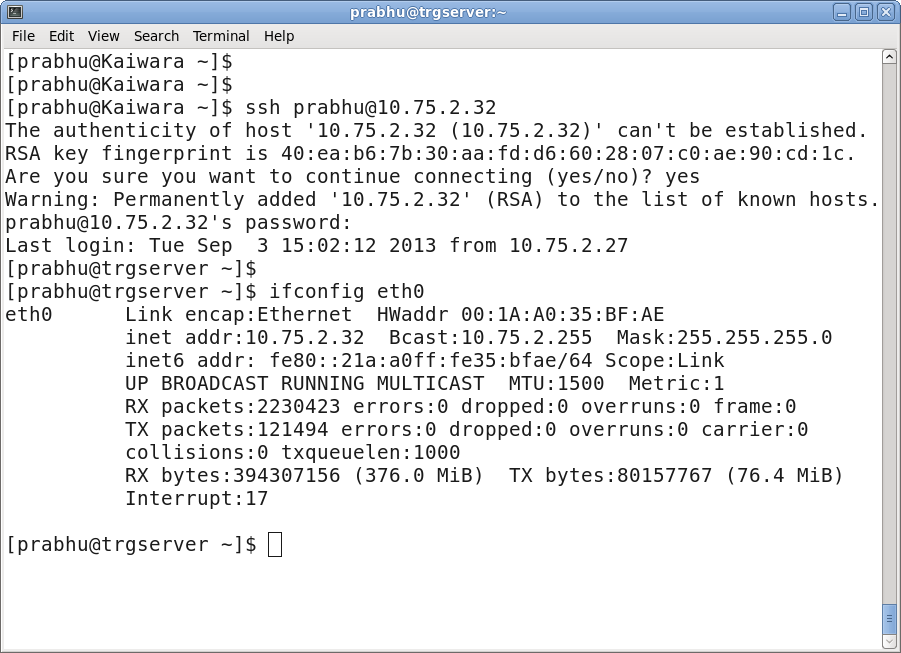 prabhu@trgserver:~
File Edit View Search Terminal Help
[prabhu@Kaiwara ~]$
[prabhu@Kaiwara ~]$
[prabhu@Kaiwara ~]$ ssh prabhu@10.75.2.32
The authenticity of host '10.75.2.32 (10.75.2.32)' can't be established.
RSA key fingerprint is 40:ea:b6:7b:30:aa:fd:d6:60:28:07:c0:ae:90:cd:1c.
Are you sure you want to continue connecting (yes/no)? yes
Warning: Permanently added '10.75.2.32' (RSA) to the list of known hosts.
prabhu@10.75.2.32's password:
Last login: Tue Sep  3 15:02:12 2013 from 10.75.2.27
[prabhu@trgserver ~]$
[prabhu@trgserver ~]$ ifconfig eth0
eth0      Link encap:Ethernet  HWaddr 00:1A:A0:35:BF:AE
          inet addr:10.75.2.32  Bcast:10.75.2.255  Mask:255.255.255.0
          inet6 addr: fe80::21a:a0ff:fe35:bfae/64 Scope:Link
          UP BROADCAST RUNNING MULTICAST  MTU:1500  Metric:1
          RX packets:2230423 errors:0 dropped:0 overruns:0 frame:0
          TX packets:121494 errors:0 dropped:0 overruns:0 carrier:0
          collisions:0 txqueuelen:1000
          RX bytes:394307156 (376.0 MiB)  TX bytes:80157767 (76.4 MiB)
          Interrupt:17
[prabhu@trgserver ~]$